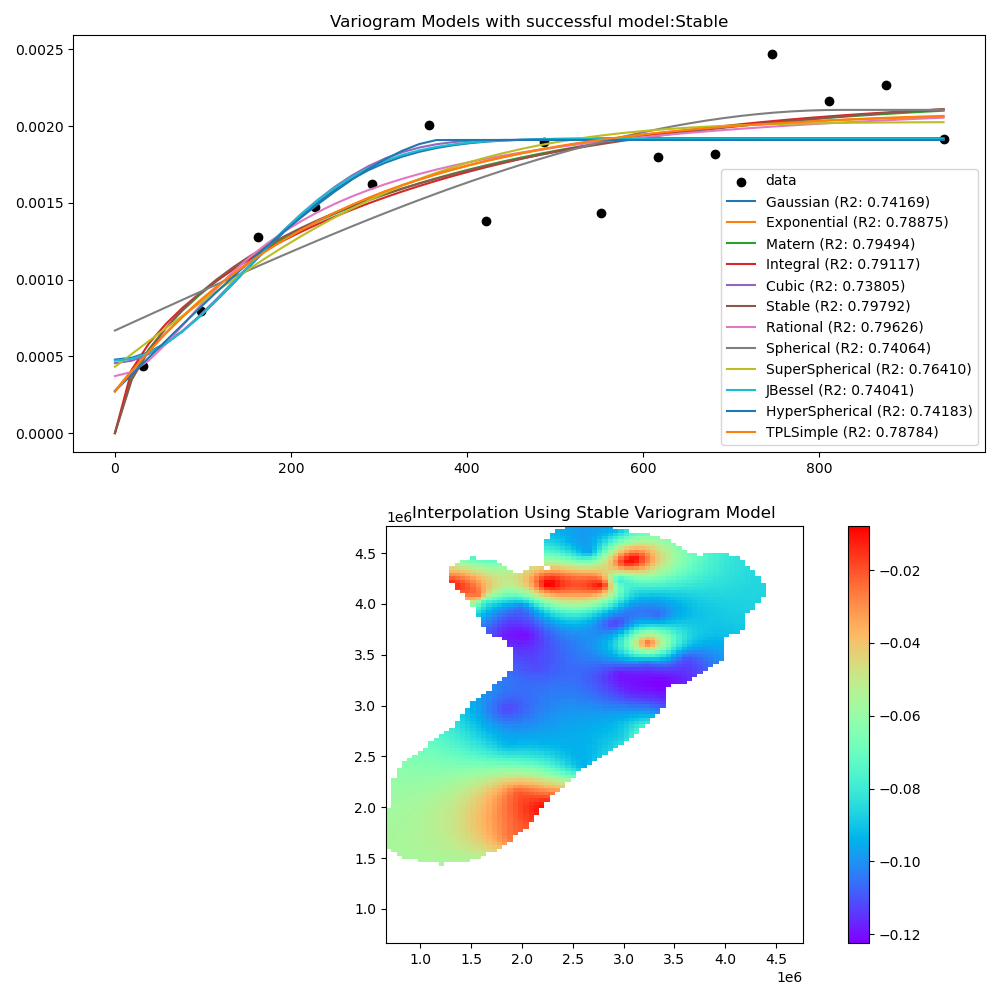 Variogram Models with successful model:Stable
0.0025
0.0020
0.0015
0.0010
0.0005
0.0000
0 200 400 600 800
data
Gaussian (R2: 0.74169)
Exponential (R2: 0.78875)
Matern (R2: 0.79494)
Integral (R2: 0.79117)
Cubic (R2: 0.73805)
Stable (R2: 0.79792)
Rational (R2: 0.79626)
Spherical (R2: 0.74064)
SuperSpherical (R2: 0.76410)
JBessel (R2: 0.74041)
HyperSpherical (R2: 0.74183)
TPLSimple (R2: 0.78784)
1e6 Interpolation Using Stable Variogram Model
4.5
4.0
3.5
3.0
2.5
2.0
1.5
1.0
1.0 1.5 2.0 2.5 3.0 3.5 4.0 4.5
1e6
−0.02
−0.04
−0.06
−0.08
−0.10
−0.12